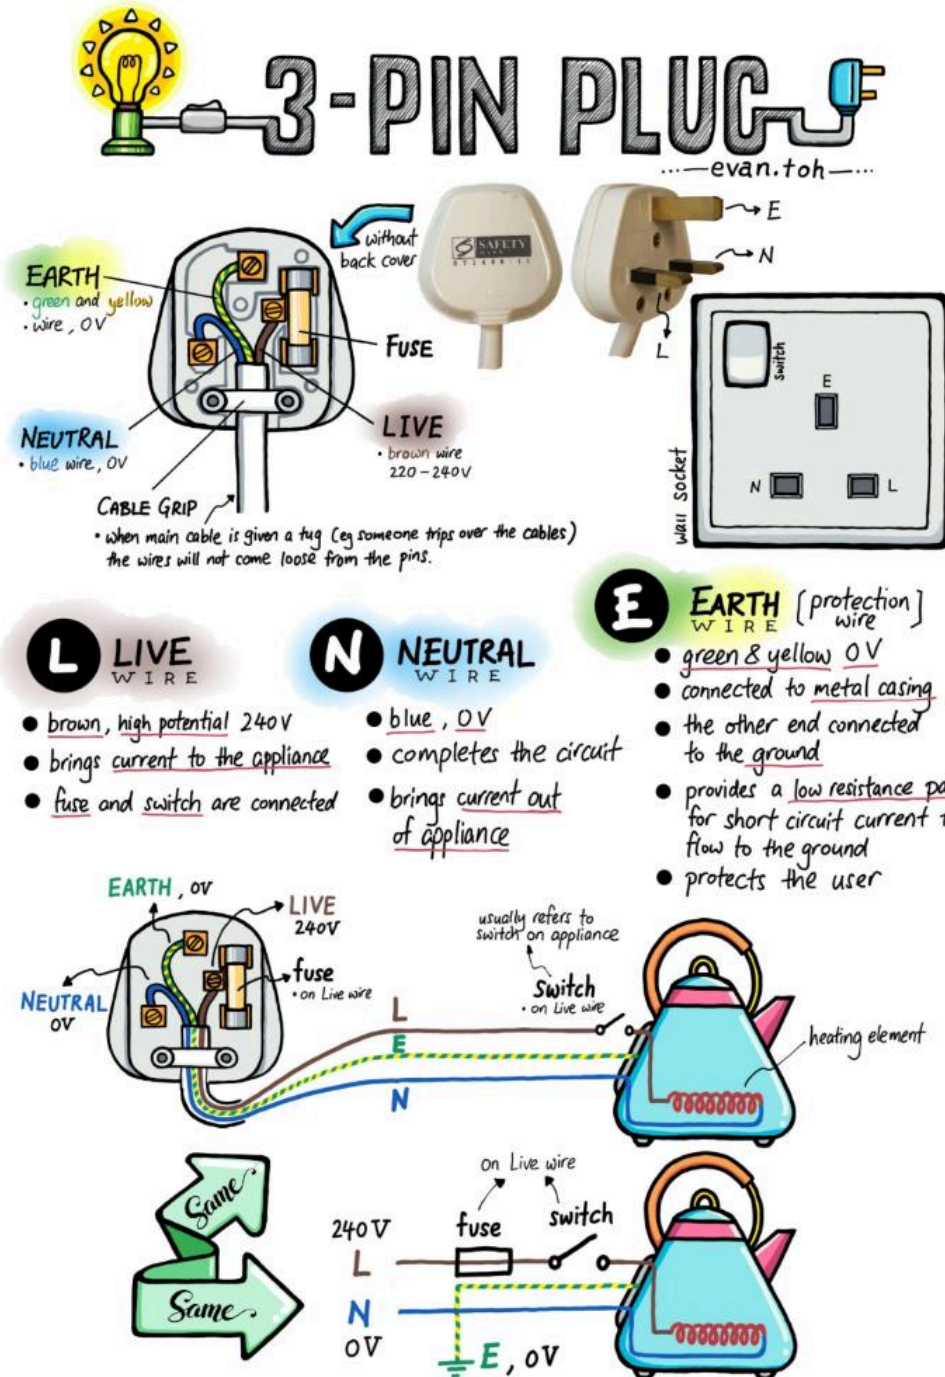 3-PIN PLUG
evan.toh
without
back cover
SAFETY
MARK
E
N
L
EARTH
• green and yellow
• wire, 0V
FUSE
NEUTRAL
• blue wire, 0V
LIVE
• brown wire
220-240V
CABLE GRIP
• when main cable is given a tug (eg someone trips over the cables)
the wires will not come loose from the pins.
switch
E
N
L
wall socket
L LIVE
WIRE
• brown, high potential 240V
• brings current to the appliance
• fuse and switch are connected
N NEUTRAL
WIRE
• blue, 0V
• completes the circuit
• brings current out
of appliance
E EARTH [protection
WIRE wire]
• green & yellow 0V
• connected to metal casing
• the other end connected
to the ground
• provides a low resistance pa
for short circuit current t
flow to the ground
• protects the user
EARTH, 0V
LIVE
240V
NEUTRAL
0V
fuse
• on Live wire
usually refers to
switch on appliance
switch
• on Live wire
L
E
N
heating element
Same
Same
on Live wire
fuse
switch
240V
L
N
0V
E, 0V